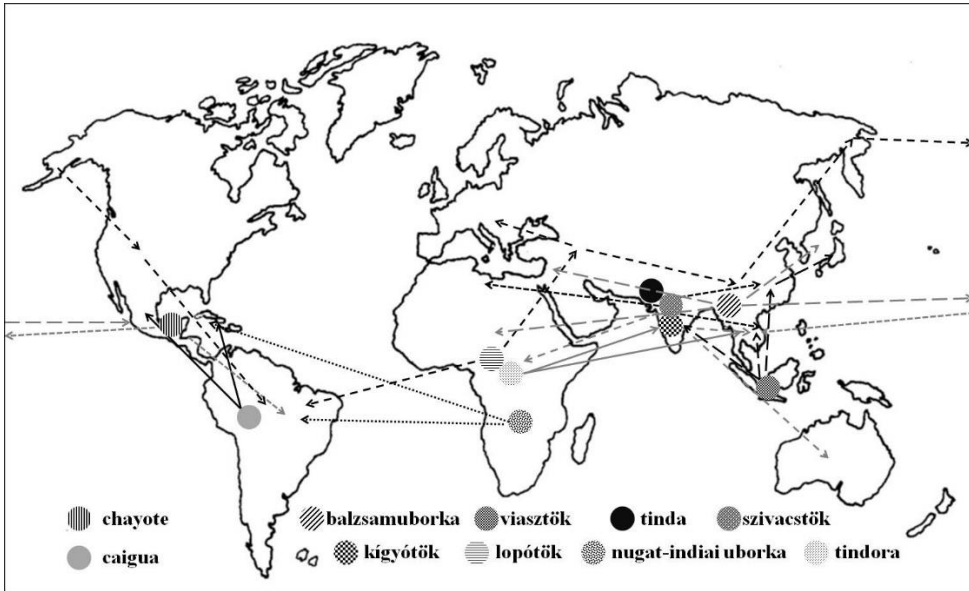 chayote balzsamuborka viasztök tinda szivacstök
caigua kígyótök lopótök nugat-indiai uborka tindora